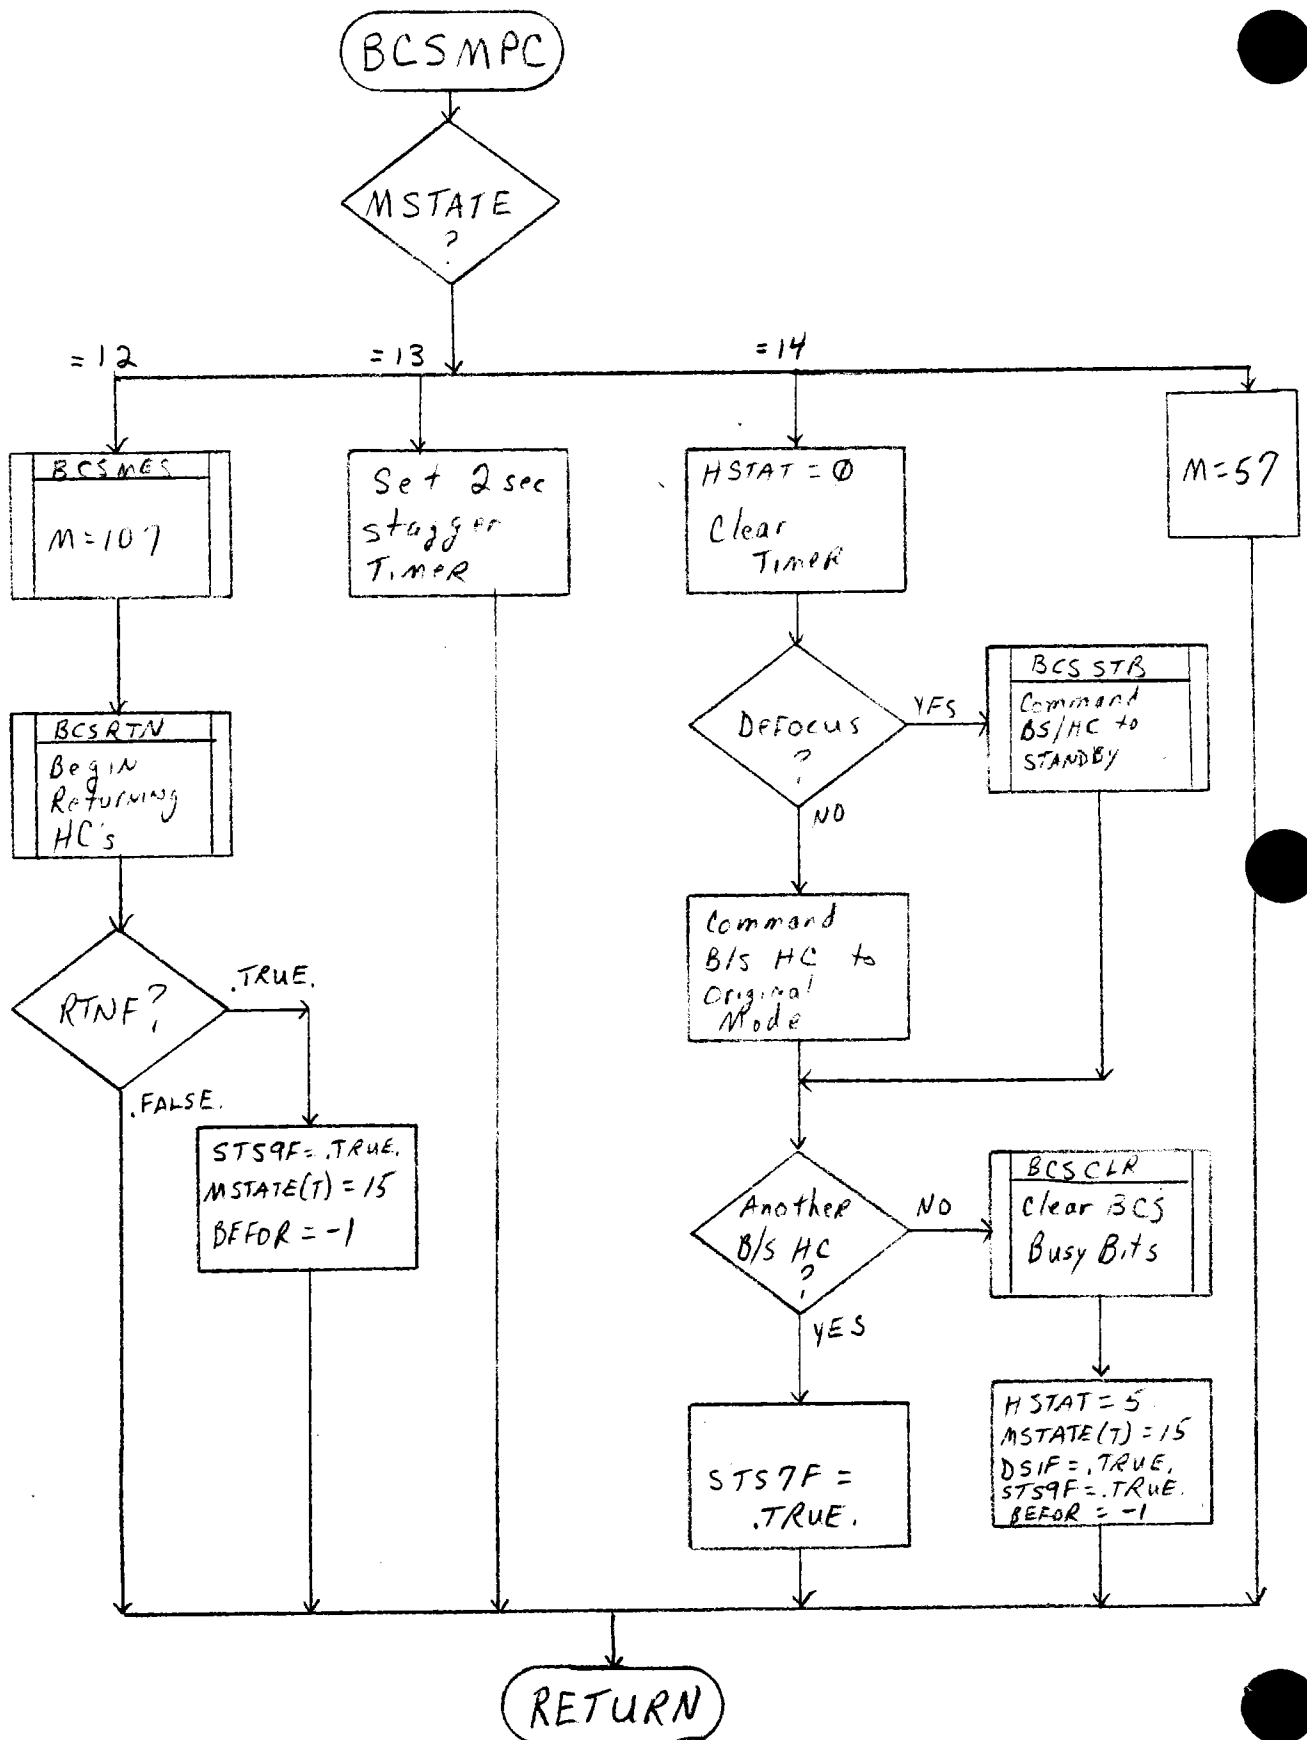 BCSMPC
MSTATE
?
=12
=13
=14
BCSMES
M=107
Set 2 sec
stagger
TIMER
HSTAT = Ø
Clear
TIMER
M=57
BCSRTN
Begin
Returning
HC's
DEFOCUS
?
YES
NO
BCS STB
Command
BS/HC to
STANDBY
Command
B/S HC to
Original
Mode
RTNF?
.TRUE.
.FALSE.
STS9F= .TRUE.
MSTATE(T) = 15
BEFOR = -1
Another
B/S HC
?
NO
YES
BCSCLR
Clear BCS
Busy Bits
STS7F =
.TRUE.
HSTAT = 5
MSTATE(T) = 15
DSIF= .TRUE.
STS9F= .TRUE.
BEFOR = -1
RETURN